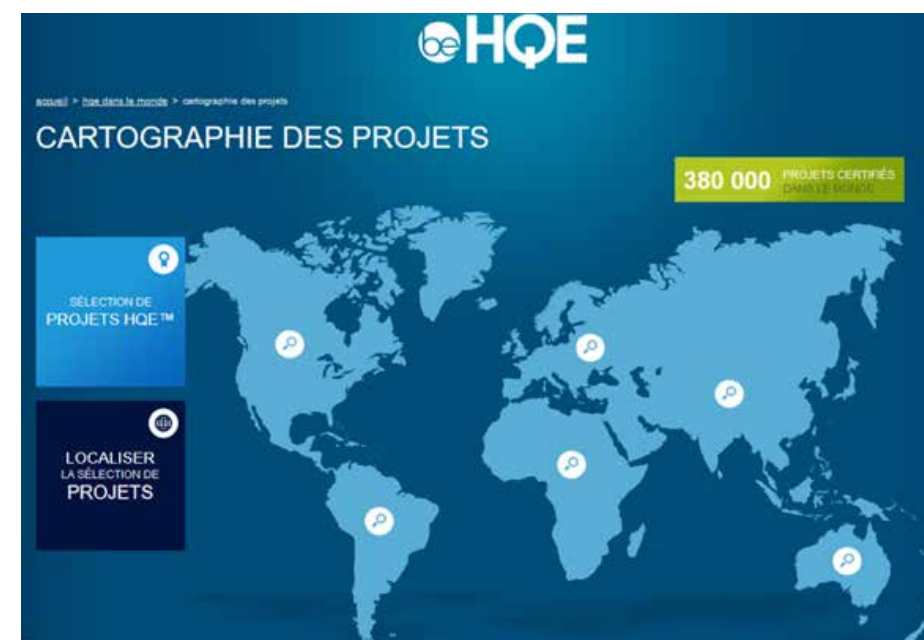 be HQE
accueil > hqe dans le monde > cartographie des projets
CARTOGRAPHIE DES PROJETS
380 000 PROJETS CERTIFIÉS
DANS LE MONDE
SÉLECTION DE
PROJETS HQE™
LOCALISER
LA SÉLECTION DE
PROJETS